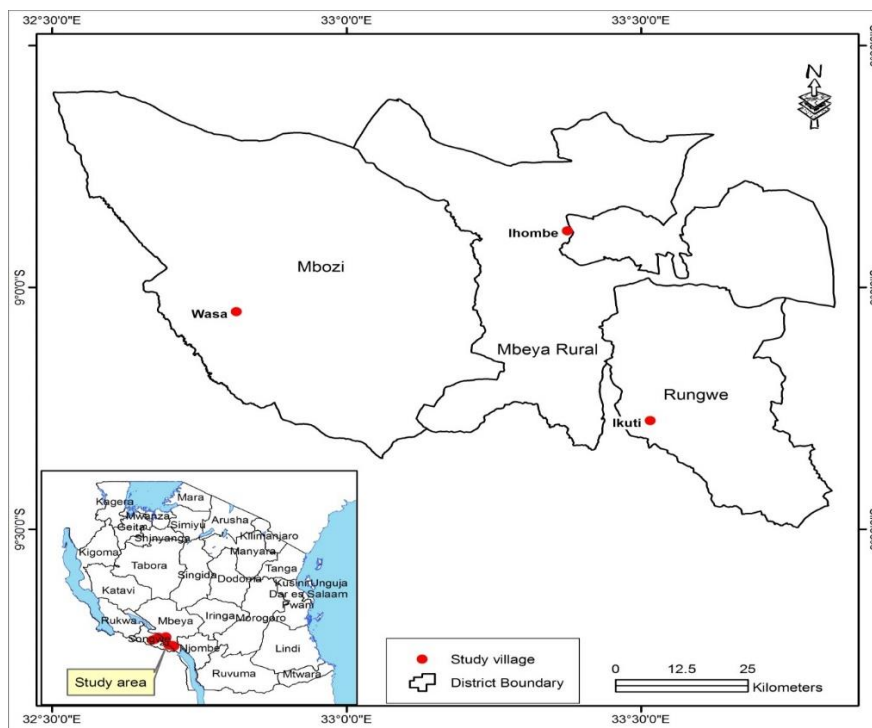 32°30'0"E
33°0'0"E
33°30'0"E
N
Ihombe
Mbozi
9°0'0"S
Wasa
Mbeya Rural
Rungwe
Ikuti
9°30'0"S
Kagera
Mara
Mwanza
Geita
Simiyu
Arusha
Shinyanga
Kilimanjaro
Kigoma
Manyara
Tabora
Singida
Dodoma
Tanga
Katavi
Kusini Unguja
Dar es Salaam
Pwani
Rukwa
Mbeya
Iringa
Morogoro
Njombe
Lindi
Ruvuma
Mtwara
Study area
Study village
District Boundary
0 12.5 25
Kilometers
32°30'0"E
33°0'0"E
33°30'0"E